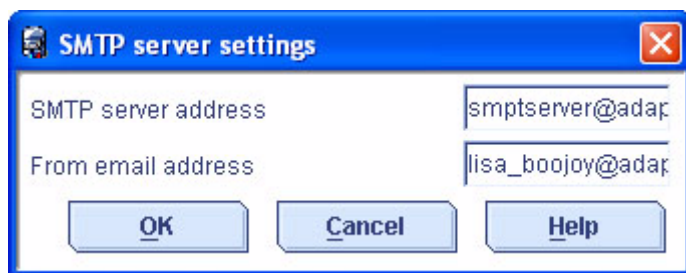 SMTP server settings
SMTP server address smptserver@adap
From email address lisa_boojoy@adap
OK Cancel Help